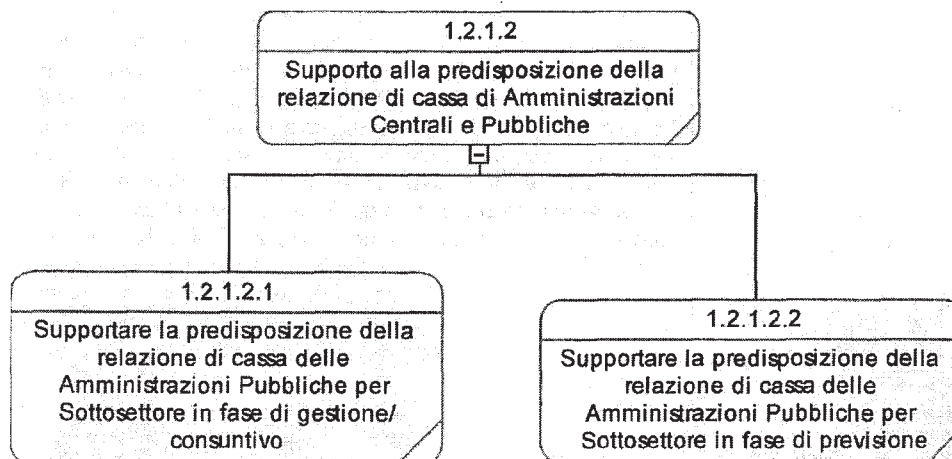 1.2.1.2
Supporto alla predisposizione della
relazione di cassa di Amministrazioni
Centrali e Pubbliche
1.2.1.2.1
Supportare la predisposizione della
relazione di cassa delle
Amministrazioni Pubbliche per
Sottosettore in fase di gestione/
consuntivo
1.2.1.2.2
Supportare la predisposizione della
relazione di cassa delle
Amministrazioni Pubbliche per
Sottosettore in fase di previsione